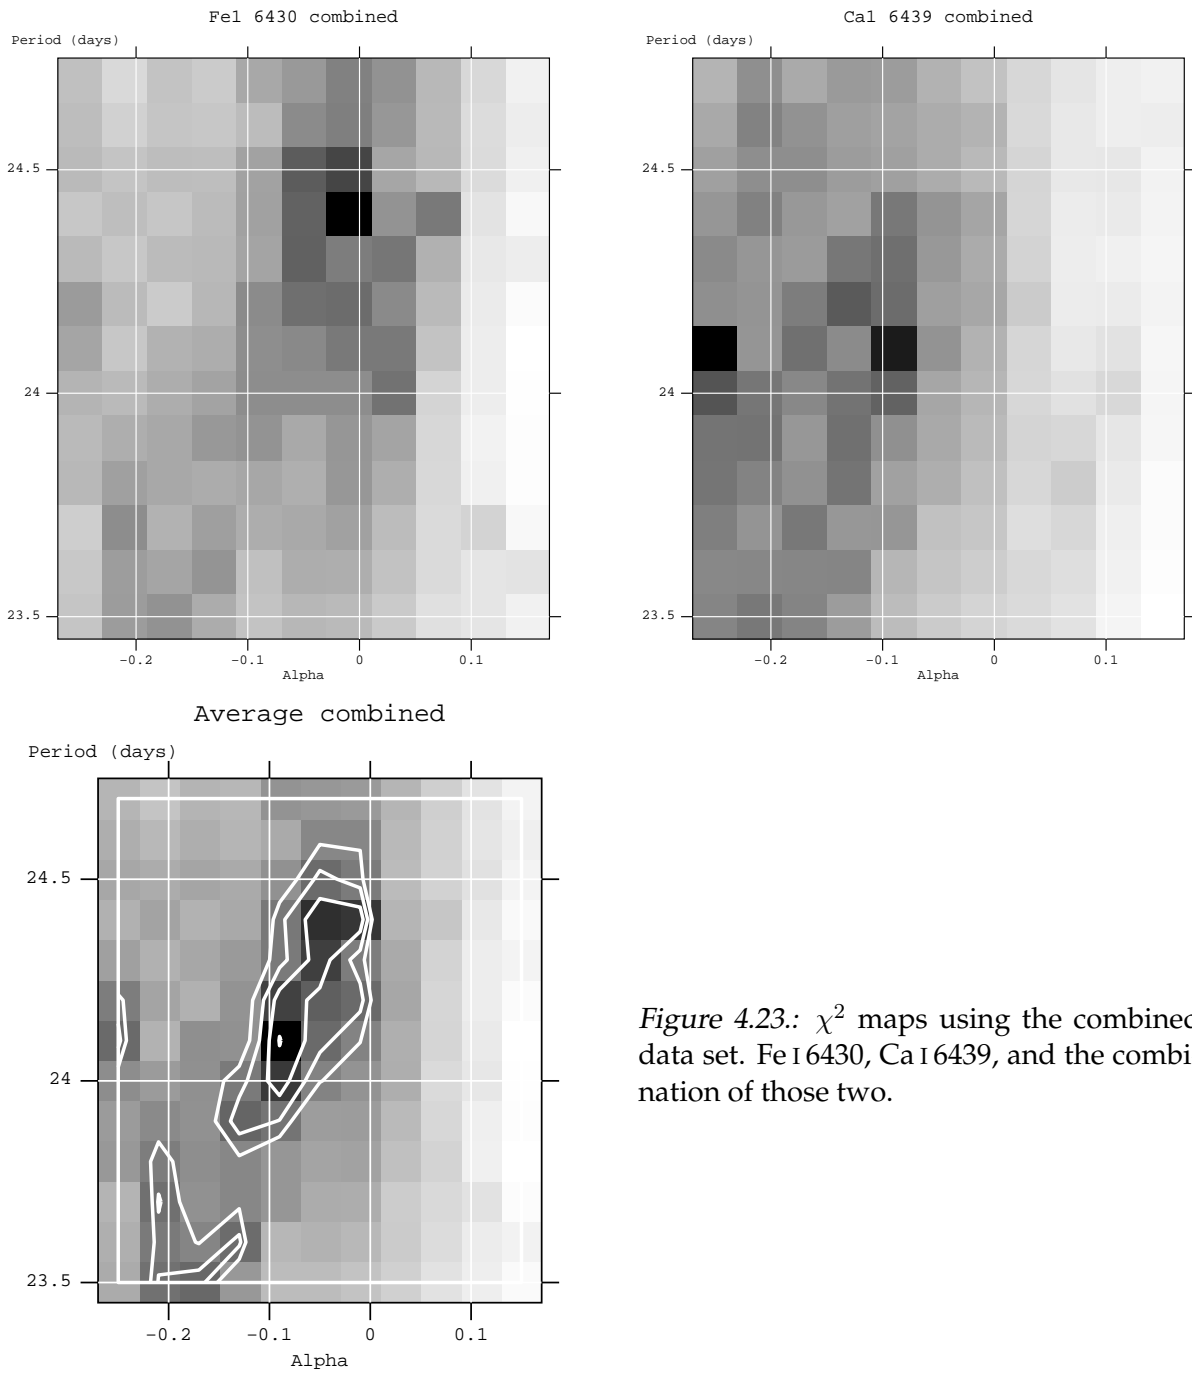 Fe1 6430 combined
Period (days)
24.5
24
23.5
-0.2 -0.1 0 0.1
Alpha
Ca1 6439 combined
Period (days)
24.5
24
23.5
-0.2 -0.1 0 0.1
Alpha
Average combined
Period (days)
24.5
24
23.5
-0.2 -0.1 0 0.1
Alpha
Figure 4.23.: χ² maps using the combined
data set. Fe I 6430, Ca I 6439, and the combi-
nation of those two.